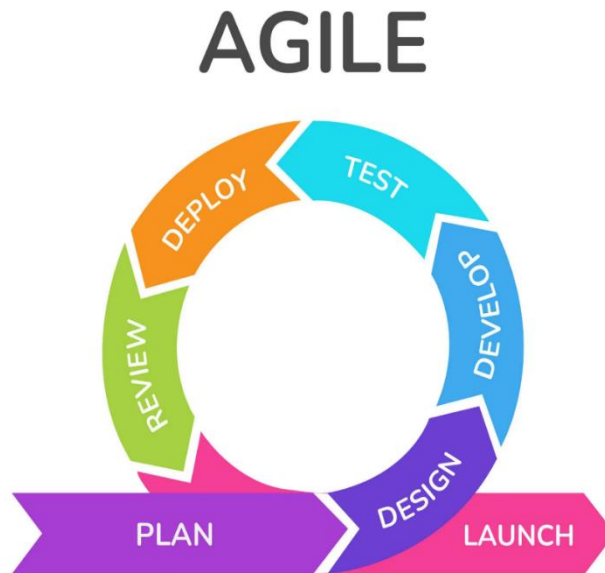 AGILE
PLAN
DESIGN
DEVELOP
TEST
DEPLOY
REVIEW
LAUNCH